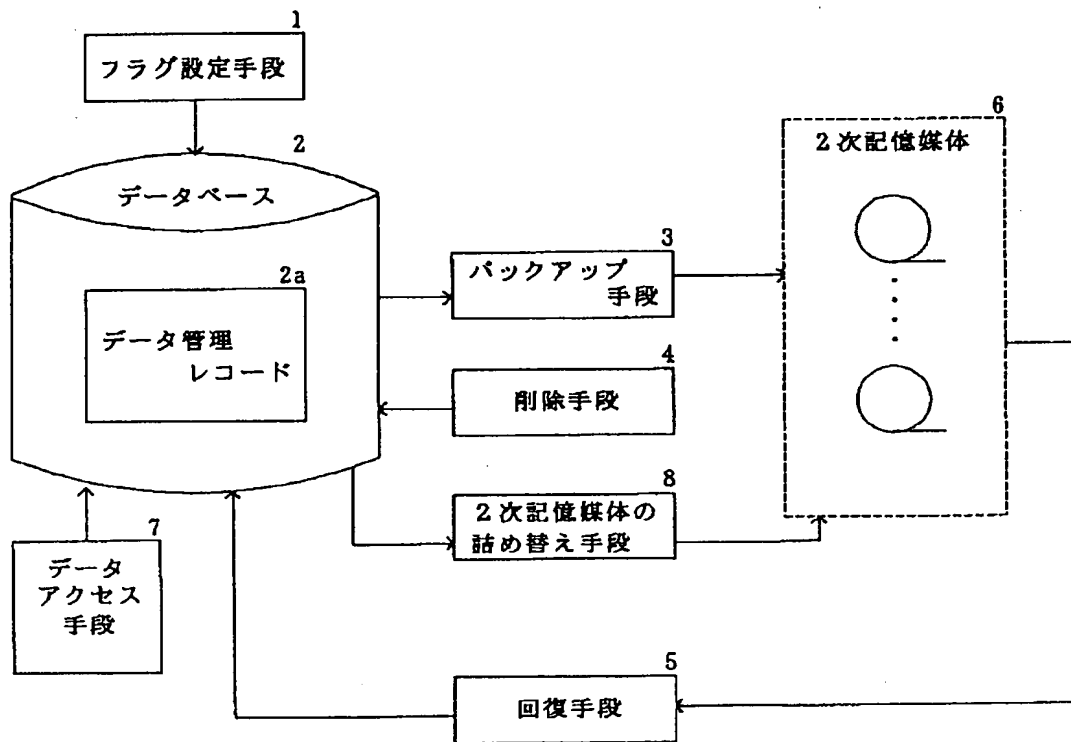 1
フラグ設定手段
2
データベース
2a
データ管理
レコード
3
バックアップ
手段
4
削除手段
8
2次記憶媒体の
詰め替え手段
6
2次記憶媒体
7
データ
アクセス
手段
5
回復手段